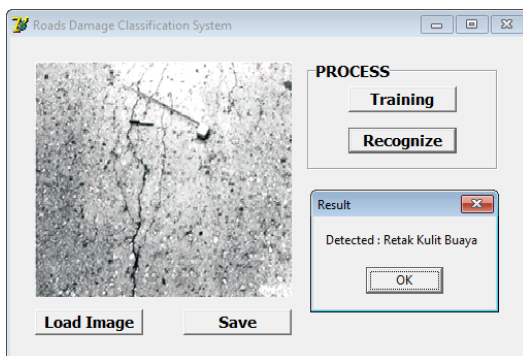 Roads Damage Classification System
PROCESS
Training
Recognize
Result
Detected : Retak Kulit Buaya
OK
Load Image
Save